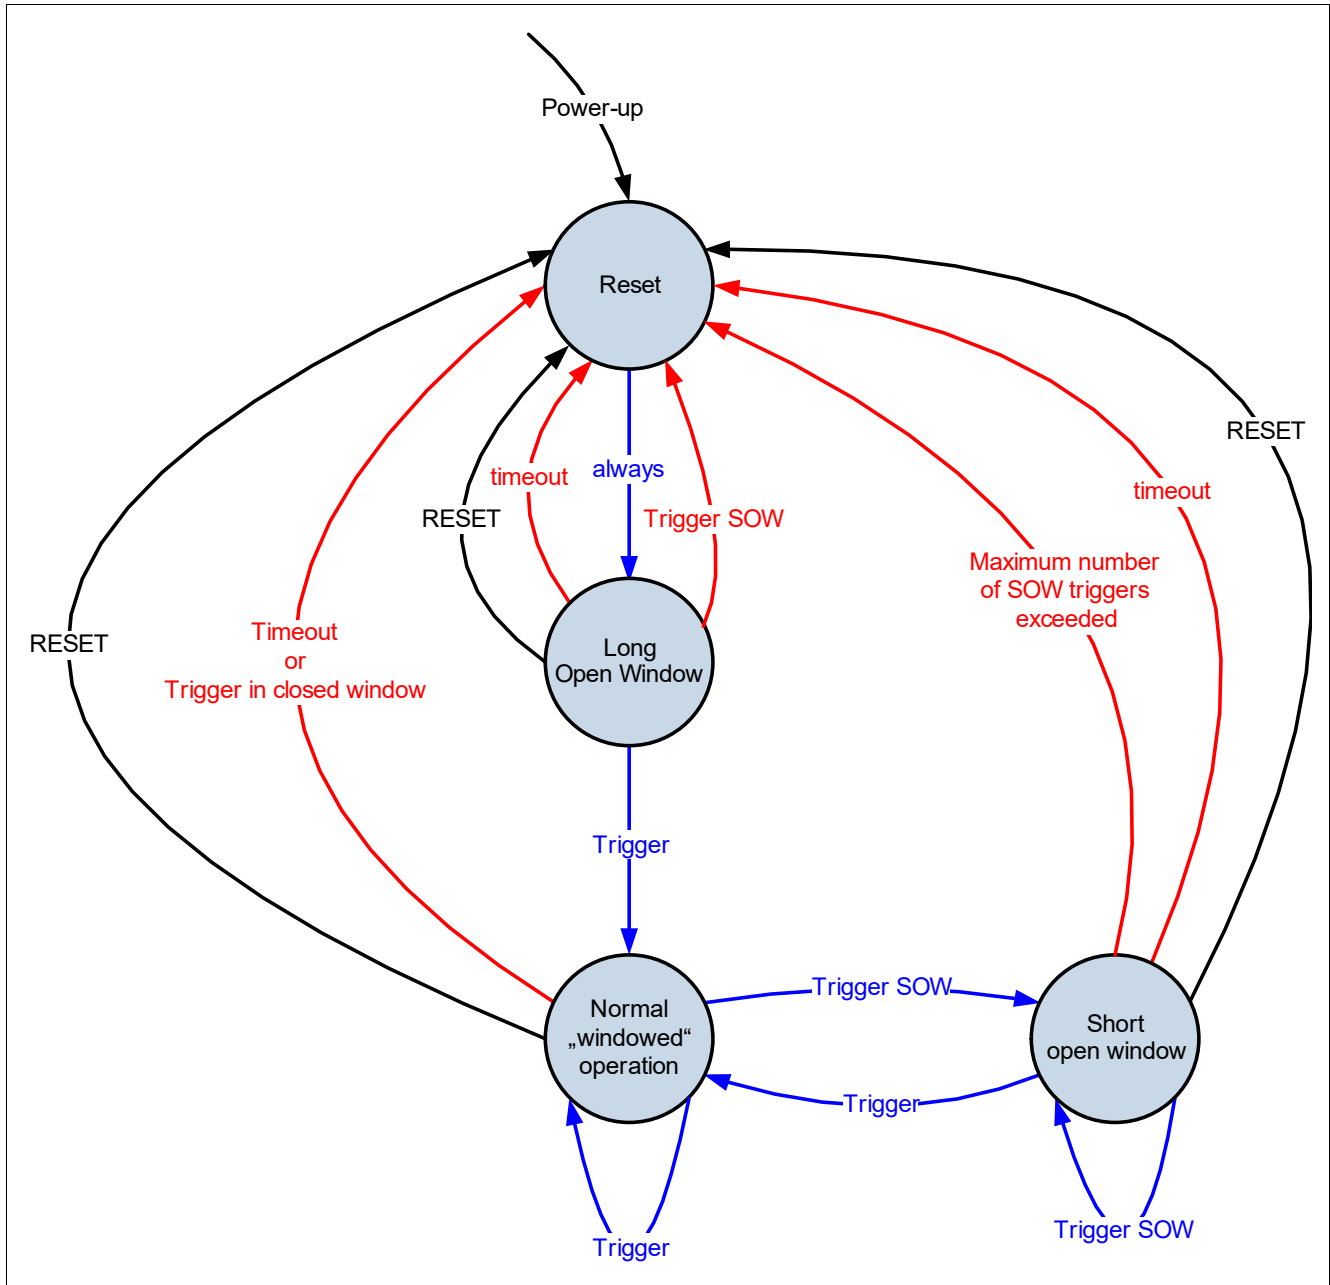 Power-up
Reset
RESET
timeout
always
timeout
RESET
Trigger SOW
RESET
Maximum number
of SOW triggers
exceeded
Timeout
or
Trigger in closed window
RESET
Long
Open Window
Trigger
Trigger SOW
Normal
„windowed“
operation
Short
open window
Trigger
Trigger SOW
Trigger